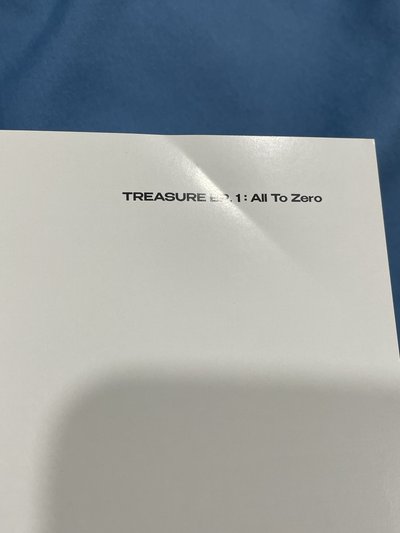 TREASURE EP. 1 : All To Zero